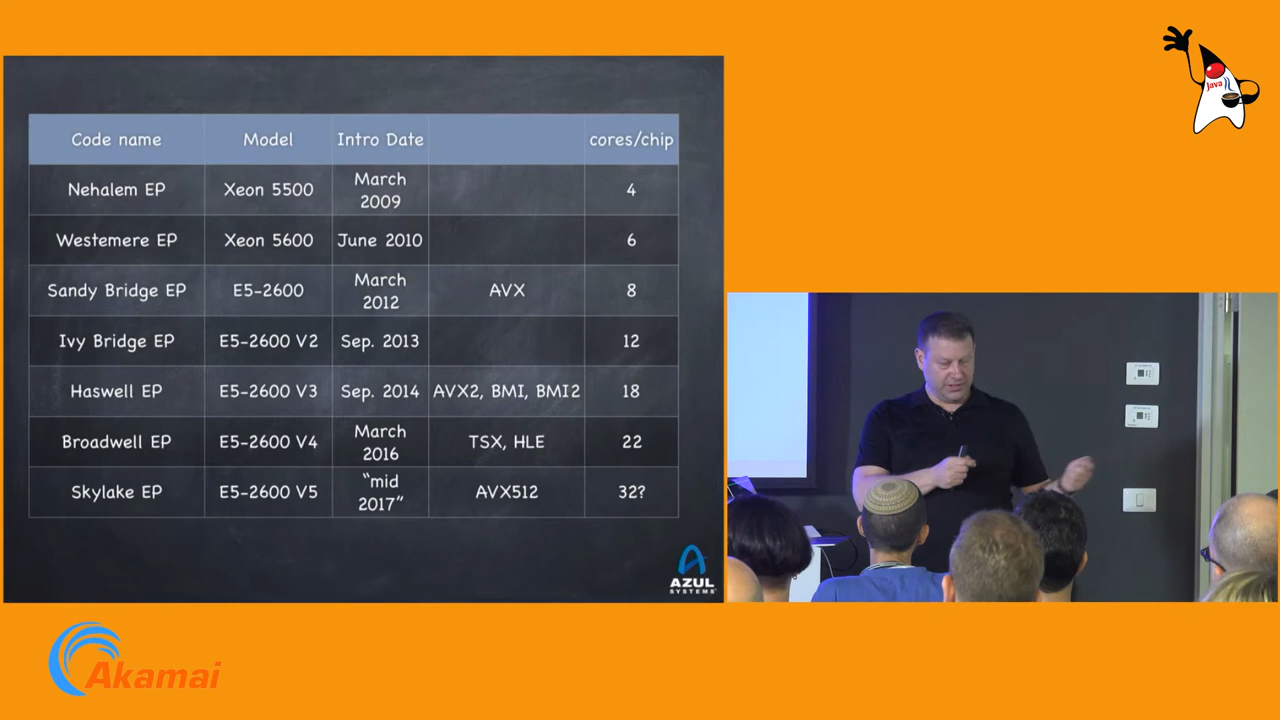 Code name Model Intro Date cores/chip
Nehalem EP Xeon 5500 March 2009 4
Westemere EP Xeon 5600 June 2010 6
Sandy Bridge EP E5-2600 March 2012 AVX 8
Ivy Bridge EP E5-2600 V2 Sep. 2013 12
Haswell EP E5-2600 V3 Sep. 2014 AVX2, BMI, BMI2 18
Broadwell EP E5-2600 V4 March 2016 TSX, HLE 22
Skylake EP E5-2600 V5 “mid 2017” AVX512 32?
AZUL
SYSTEMS
Java
Akamai